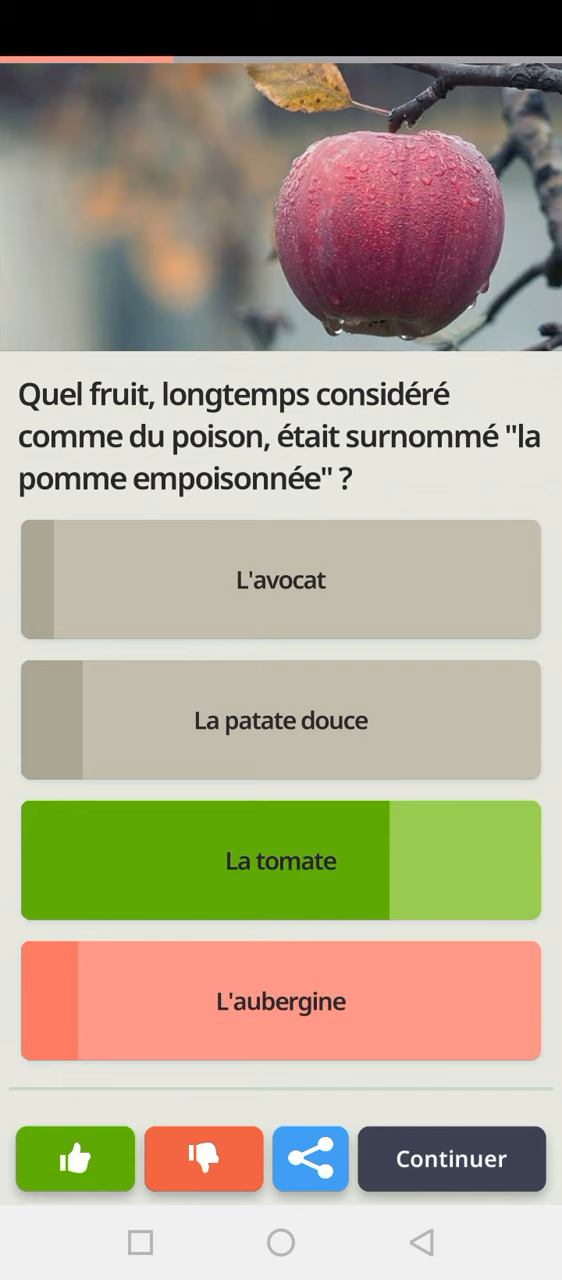 Quel fruit, longtemps considéré
comme du poison, était surnommé "la
pomme empoisonnée" ?
L'avocat
La patate douce
La tomate
L'aubergine
Continuer